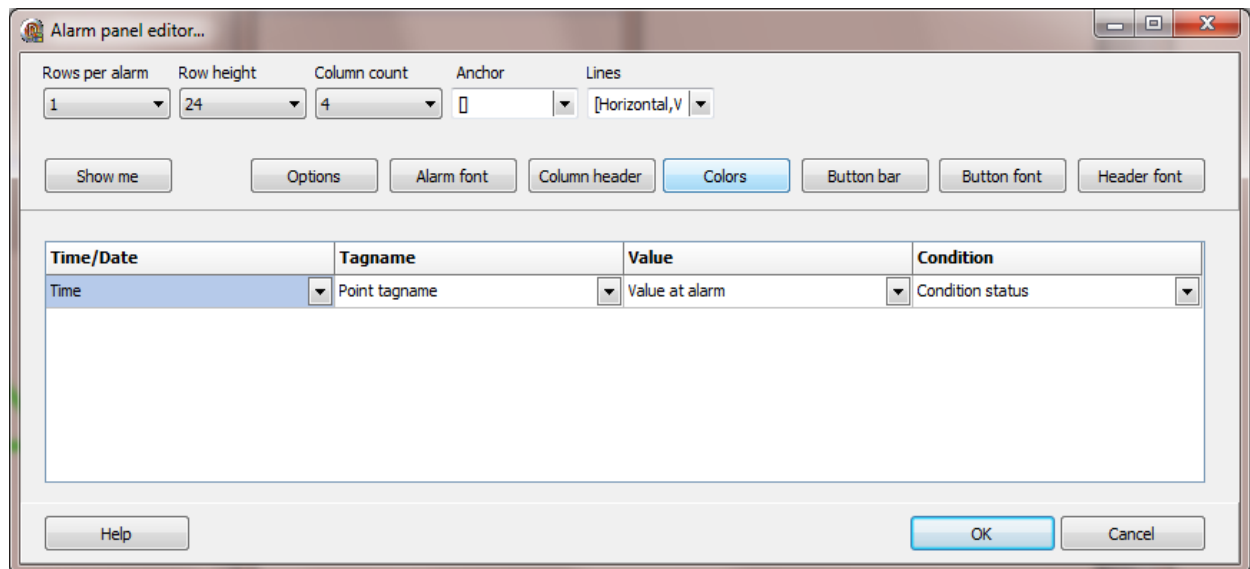 Alarm panel editor...
Rows per alarm Row height Column count Anchor Lines
1 24 4 [] [Horizontal,V
Show me Options Alarm font Column header Colors Button bar Button font Header font
Time/Date Tagname Value Condition
Time Point tagname Value at alarm Condition status
Help OK Cancel